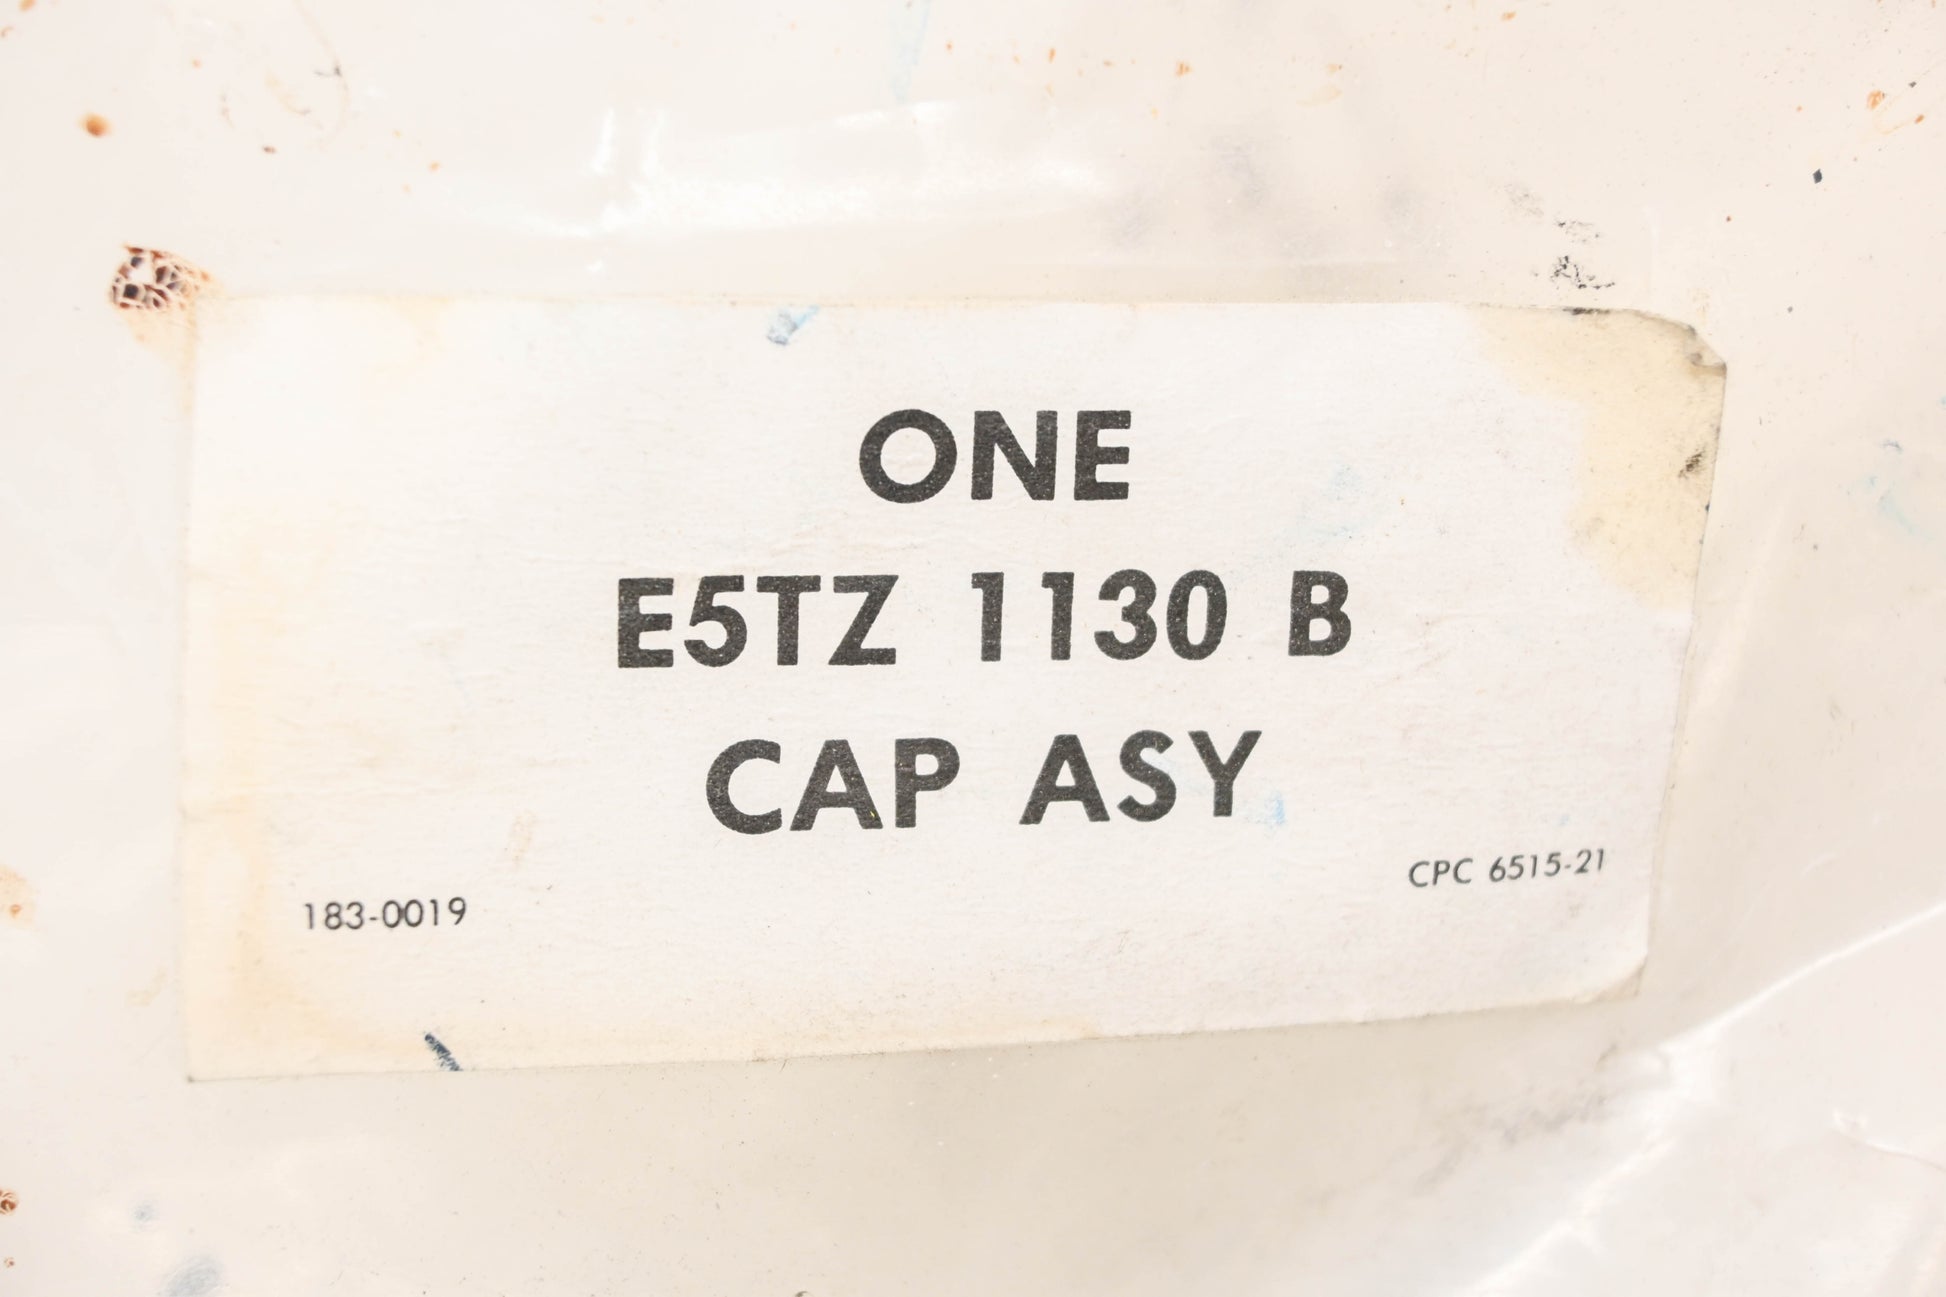 ONE
E5TZ 1130 B
CAP ASY
CPC 6515-21
183-0019